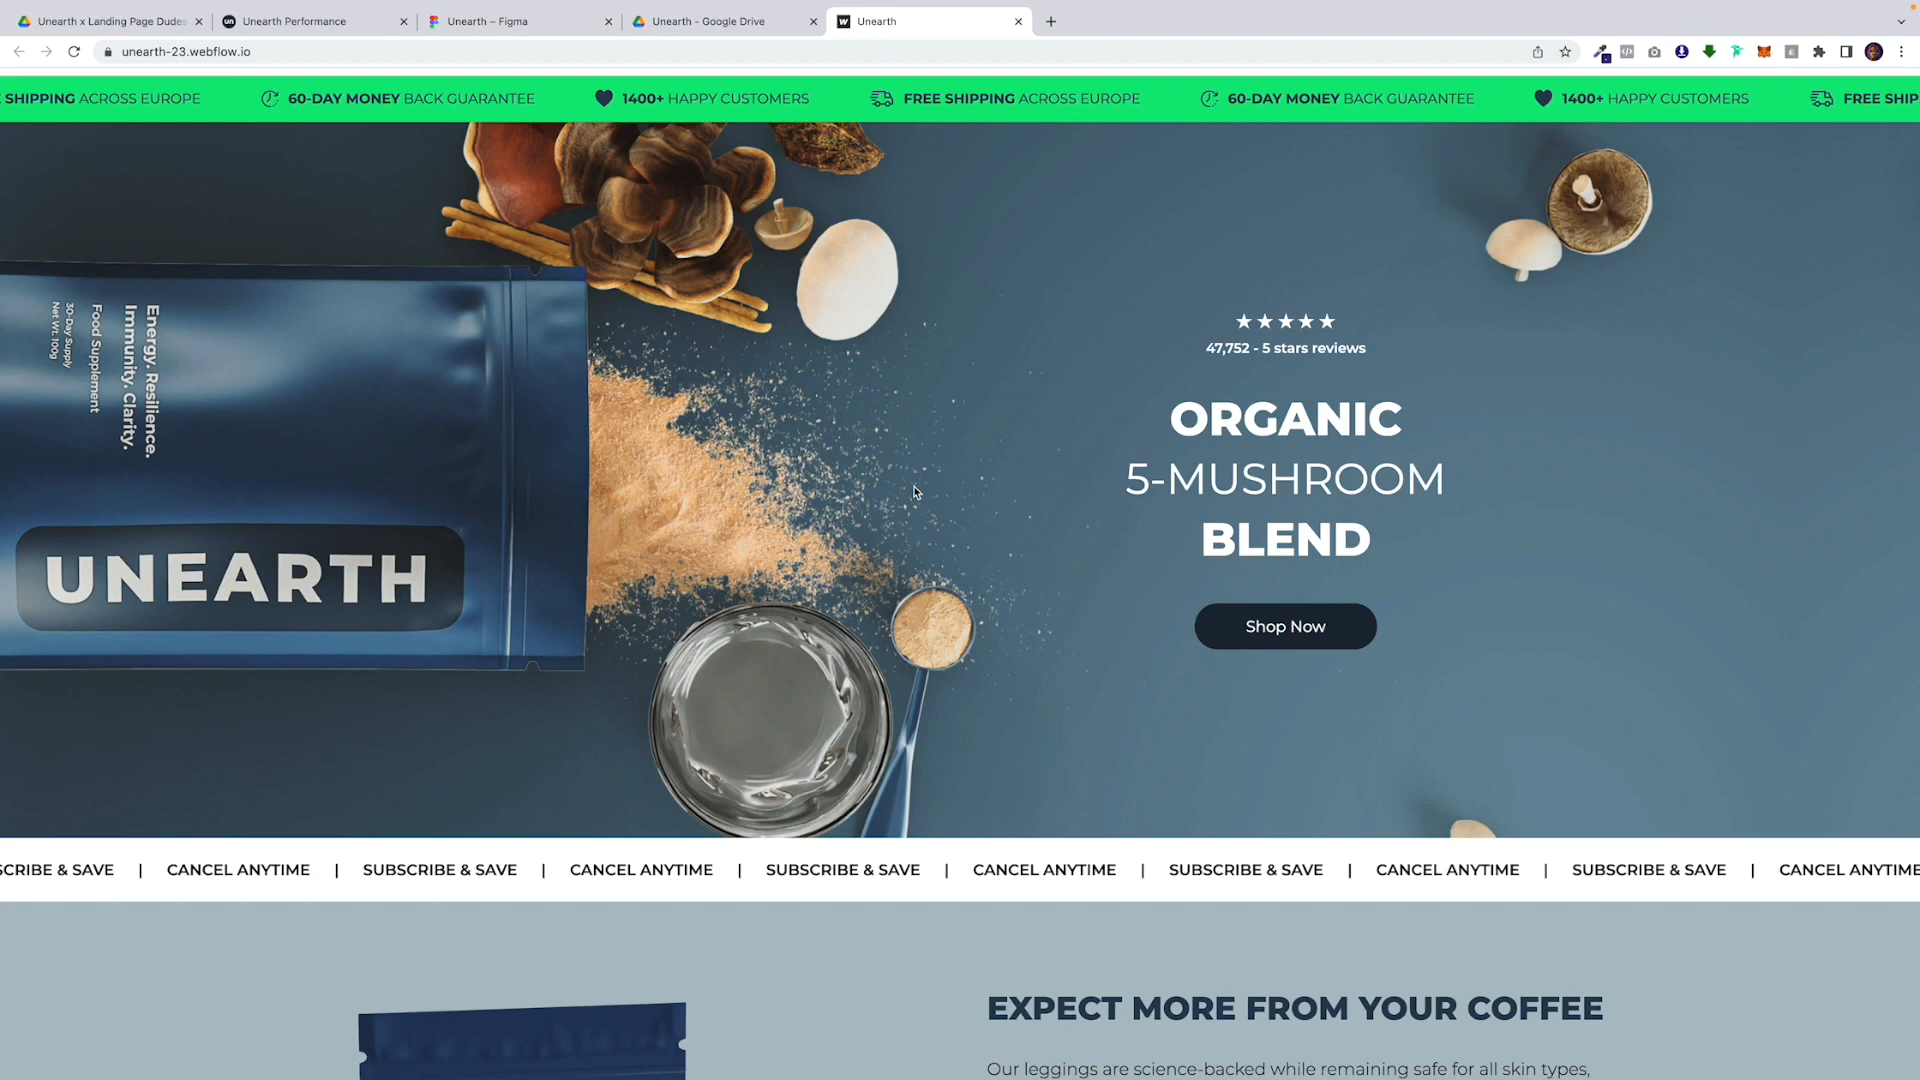 Unearth x Landing Page Dudes
Unearth Performance
Unearth – Figma
Unearth - Google Drive
Unearth
unearth-23.webflow.io
SHIPPING ACROSS EUROPE
60-DAY MONEY BACK GUARANTEE
1400+ HAPPY CUSTOMERS
FREE SHIPPING ACROSS EUROPE
60-DAY MONEY BACK GUARANTEE
1400+ HAPPY CUSTOMERS
FREE SHIP
Energy. Resilience.
Immunity. Clarity.
Food Supplement
30-Day Supply
Net Wt. 100g
UNEARTH
★★★★★
47,752 - 5 stars reviews
ORGANIC
5-MUSHROOM
BLEND
Shop Now
SCRIBE & SAVE | CANCEL ANYTIME | SUBSCRIBE & SAVE | CANCEL ANYTIME | SUBSCRIBE & SAVE | CANCEL ANYTIME | SUBSCRIBE & SAVE | CANCEL ANYTIME | SUBSCRIBE & SAVE | CANCEL ANYTIME
EXPECT MORE FROM YOUR COFFEE
Our leggings are science-backed while remaining safe for all skin types,